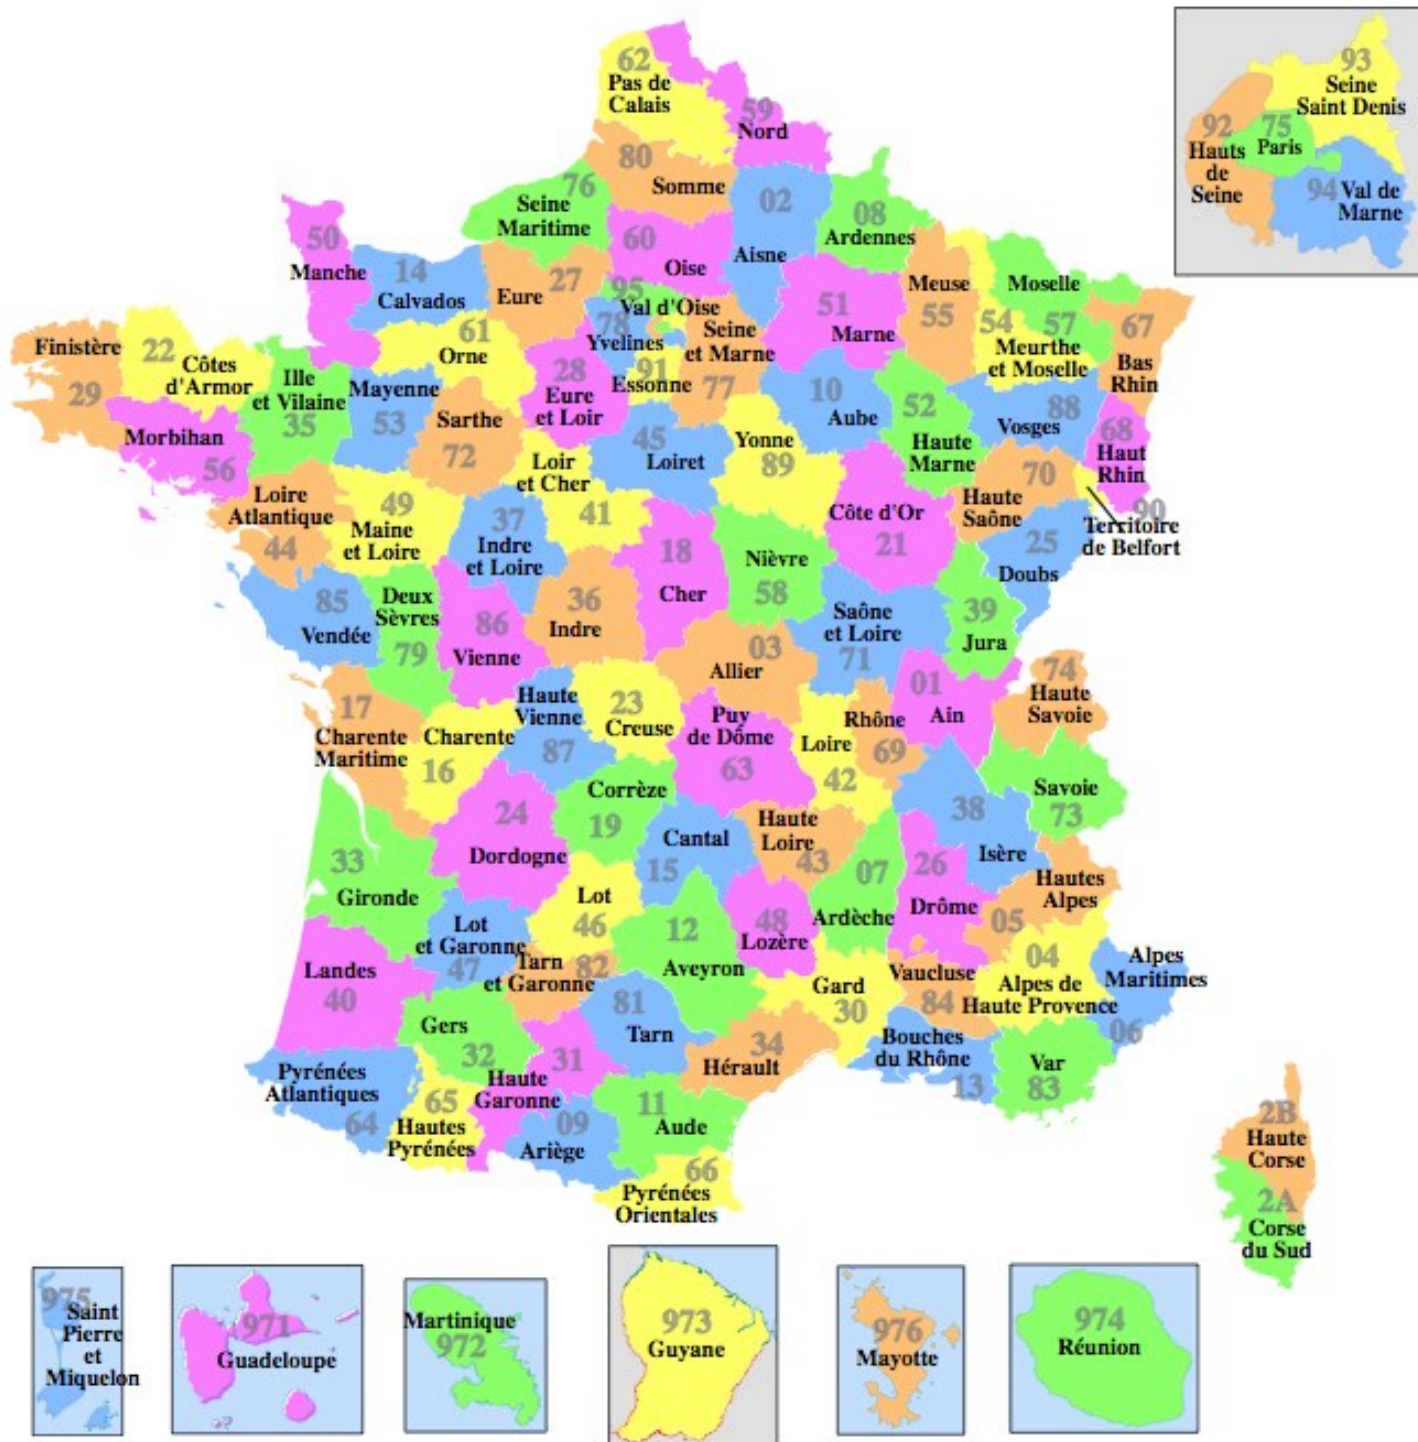 62
Pas de
Calais
59
Nord
80
Somme
76
Seine
Maritime
02
Aisne
08
Ardennes
60
Oise
50
Manche
14
Calvados
27
Eure
95
Val d'Oise
78
Yvelines
Seine
et Marne
77
91
Essonne
51
Marne
Meuse
55
54
Meurthe
et Moselle
Moselle
57
67
Bas
Rhin
Finistère
29
22
Côtes
d'Armor
Ille
et Vilaine
35
Mayenne
53
61
Orne
Sarthe
72
28
Eure
et Loir
45
Loiret
Yonne
89
10
Aube
52
Haute
Marne
88
Vosges
68
Haut
Rhin
Morbihan
56
Loire
Atlantique
44
49
Maine
et Loire
Loir
et Cher
41
37
Indre
et Loire
18
Cher
Nièvre
58
Côte d'Or
21
70
Haute
Saône
90
Territoire
de Belfort
25
Doubs
85
Vendée
Deux
Sèvres
79
86
Vienne
36
Indre
03
Allier
Saône
et Loire
71
39
Jura
17
Charente
Maritime
Charente
16
Haute
Vienne
87
23
Creuse
Puy
de Dôme
63
Loire
42
Rhône
69
01
Ain
74
Haute
Savoie
Savoie
73
33
Gironde
24
Dordogne
Corrèze
19
Cantal
15
Haute
Loire
43
07
Ardèche
38
Isère
26
Drôme
Hautes
Alpes
05
Landes
40
Lot
et Garonne
47
Lot
46
Tarn
et Garonne
82
12
Aveyron
48
Lozère
Gard
30
Vaucluse
84
04
Alpes de
Haute Provence
Alpes
Maritimes
06
Pyrénées
Atlantiques
64
Gers
32
65
Hautes
Pyrénées
31
Haute
Garonne
81
Tarn
34
Hérault
Bouches
du Rhône
13
Var
83
09
Ariège
11
Aude
66
Pyrénées
Orientales
2B
Haute
Corse
2A
Corse
du Sud
93
Seine
Saint Denis
92
Hauts
de
Seine
75
Paris
94
Val de
Marne
975
Saint
Pierre
et
Miquelon
971
Guadeloupe
Martinique
972
973
Guyane
976
Mayotte
974
Réunion